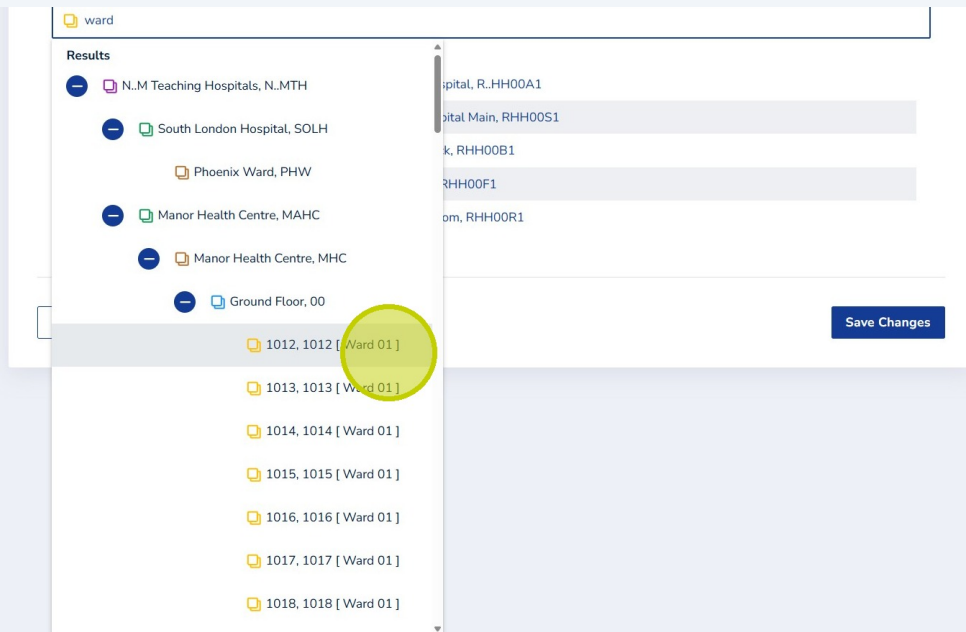 ward
Results
N..M Teaching Hospitals, N..MTH
South London Hospital, SOLH
Phoenix Ward, PHW
Manor Health Centre, MAHC
Manor Health Centre, MHC
Ground Floor, 00
1012, 1012 [ Ward 01 ]
1013, 1013 [ Ward 01 ]
1014, 1014 [ Ward 01 ]
1015, 1015 [ Ward 01 ]
1016, 1016 [ Ward 01 ]
1017, 1017 [ Ward 01 ]
1018, 1018 [ Ward 01 ]
spital, R..HH00A1
ital Main, RHH00S1
k, RHH00B1
RHH00F1
om, RHH00R1
Save Changes